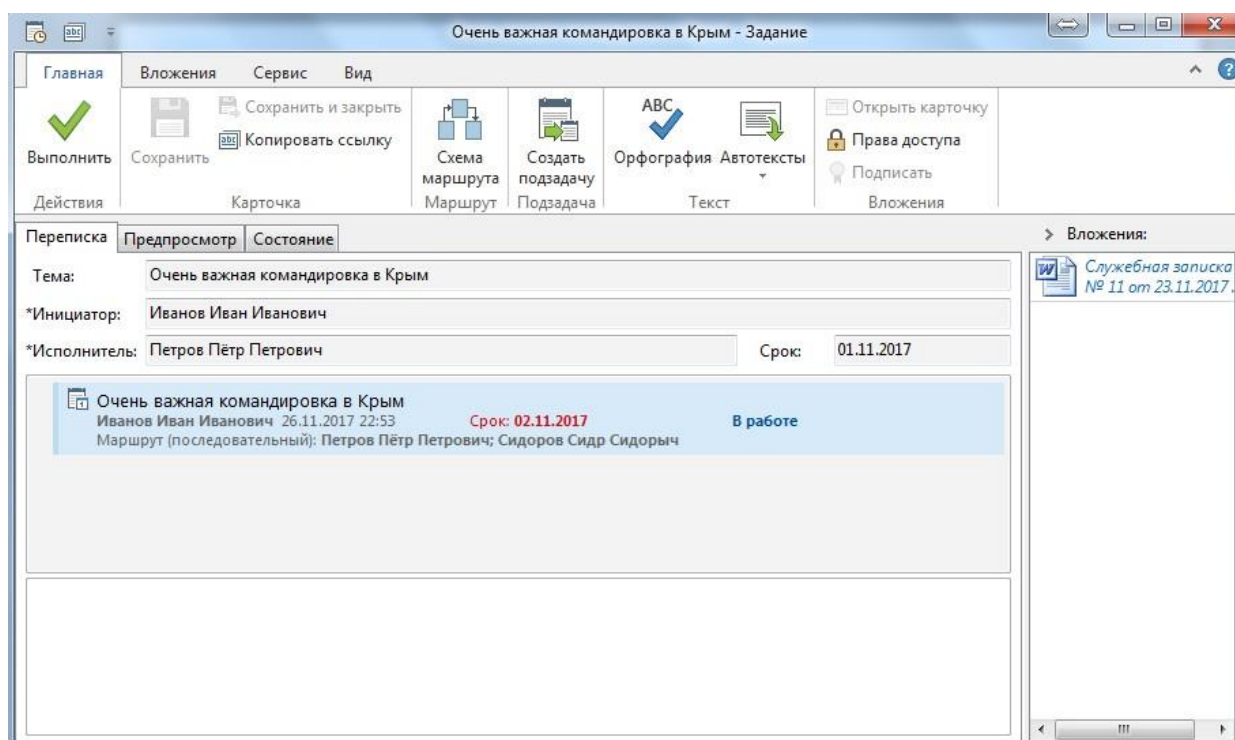 Очень важная командировка в Крым - Задание
Главная Вложения Сервис Вид
Выполнить
Сохранить
Сохранить и закрыть
Копировать ссылку
Схема
маршрута
Создать
подзадачу
ABC
Орфография
Автотексты
Открыть карточку
Права доступа
Подписать
Действия Карточка Маршрут Подзадача Текст Вложения
Переписка Предпросмотр Состояние
Вложения:
Тема: Очень важная командировка в Крым
*Инициатор: Иванов Иван Иванович
*Исполнитель: Петров Пётр Петрович Срок: 01.11.2017
Очень важная командировка в Крым
Иванов Иван Иванович 26.11.2017 22:53 Срок: 02.11.2017 В работе
Маршрут (последовательный): Петров Пётр Петрович; Сидоров Сидр Сидорыч
Служебная записка
№ 11 от 23.11.2017 .